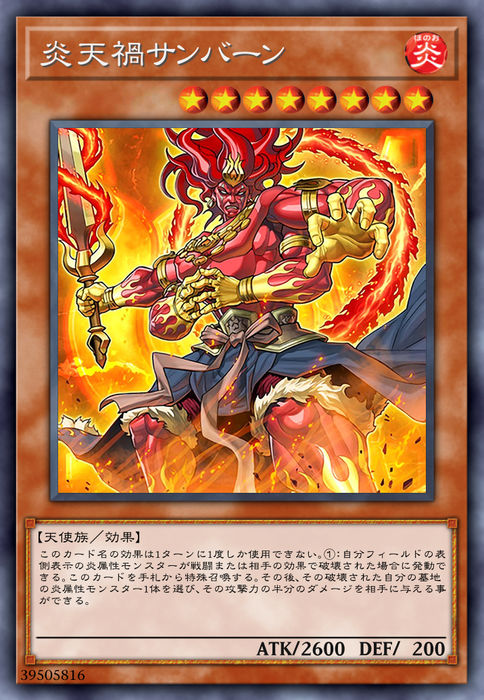 炎天禍サンバーン
ほのお
炎
【天使族／効果】
このカード名の効果は1ターンに1度しか使用できない。①：自分フィールドの表
側表示の炎属性モンスターが戦闘または相手の効果で破壊された場合に発動で
きる。このカードを手札から特殊召喚する。その後、その破壊された自分の墓地
の炎属性モンスター1体を選び、その攻撃力の半分のダメージを相手に与える事
ができる。
ATK/2600 DEF/ 200
39505816